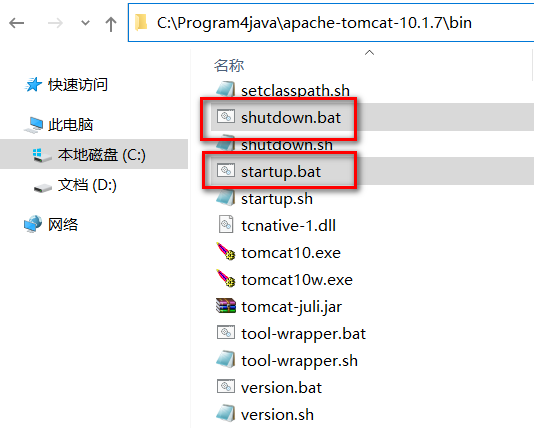 C:\Program4java\apache-tomcat-10.1.7\bin
快速访问
此电脑
本地磁盘 (C:)
文档 (D:)
网络
名称
setclasspath.sh
shutdown.bat
shutdown.sh
startup.bat
startup.sh
tcnative-1.dll
tomcat10.exe
tomcat10w.exe
tomcat-juli.jar
tool-wrapper.bat
tool-wrapper.sh
version.bat
version.sh